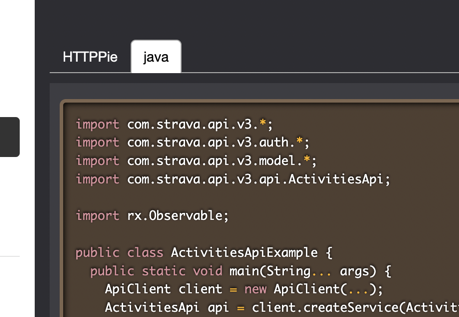 HTTPPie java
import com.strava.api.v3.*;
import com.strava.api.v3.auth.*;
import com.strava.api.v3.model.*;
import com.strava.api.v3.api.ActivitiesApi;
import rx.Observable;
public class ActivitiesApiExample {
public static void main(String... args) {
ApiClient client = new ApiClient(...);
ActivitiesApi api = client.createService(Activit